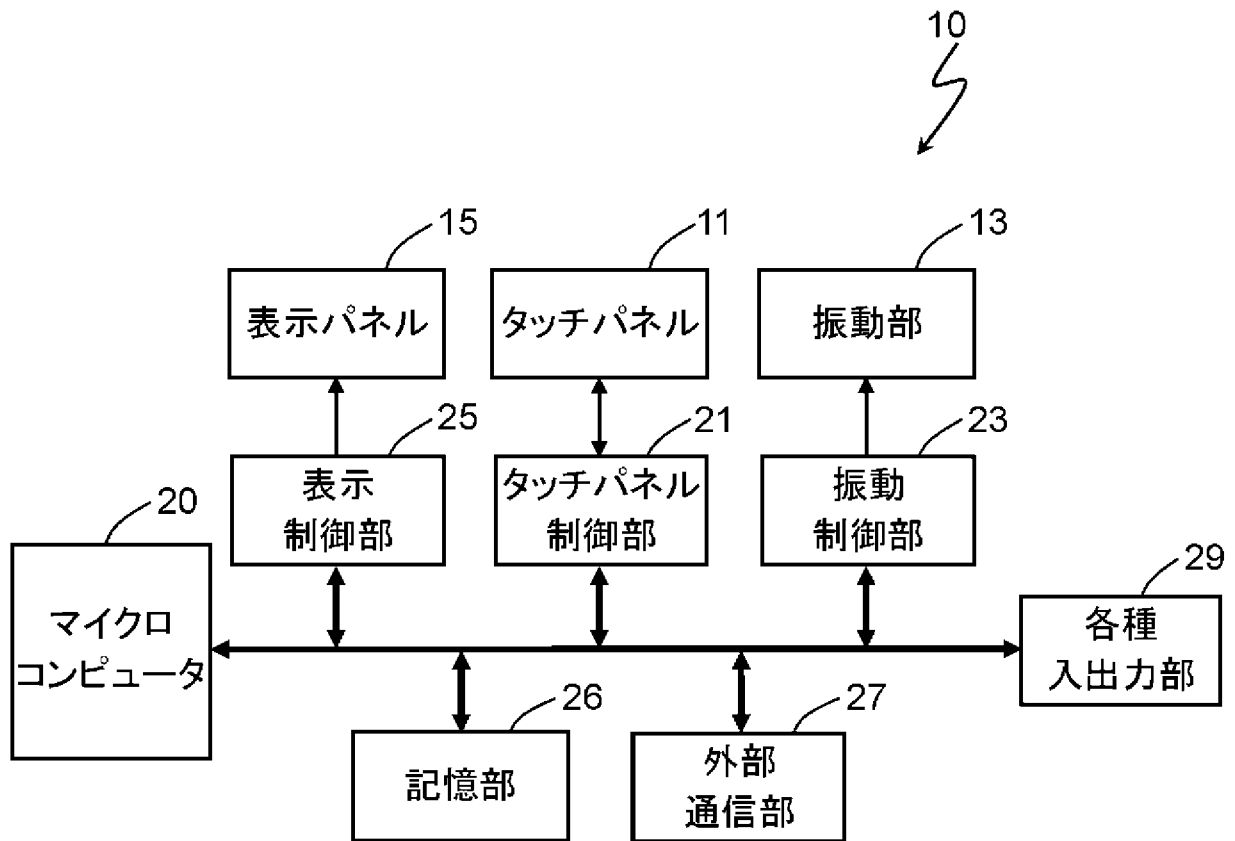 10
15
11
13
表示パネル
タッチパネル
振動部
25
21
23
表示
制御部
タッチパネル
制御部
振動
制御部
20
マイクロ
コンピュータ
29
各種
入出力部
26
記憶部
27
外部
通信部